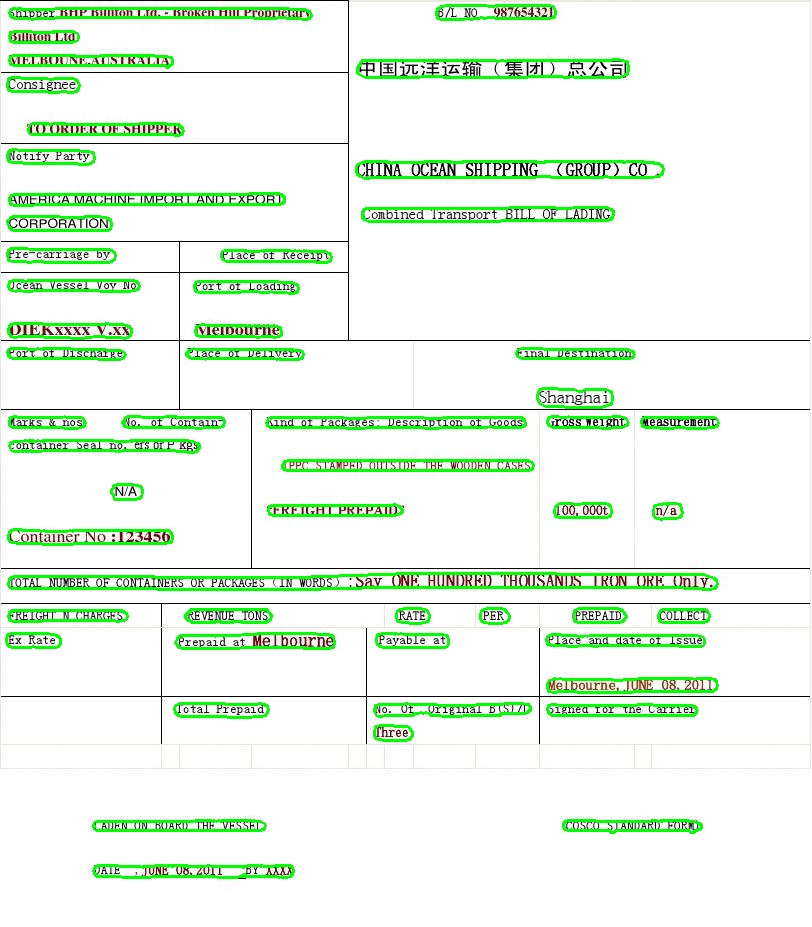 Shipper BHP Billiton Ltd. - Broken Hill Proprietary
Billiton Ltd
MELBOUNE.AUSTRALIA
B/L NO. 987654321
中国远洋运输（集团）总公司
Consignee
TO ORDER OF SHIPPER
Notify Party
AMERICA MACHINE IMPORT AND EXPORT
CORPORATION
CHINA OCEAN SHIPPING （GROUP）CO .
Combined Transport BILL OF LADING
Pre-carriage by
Place of Receipt
Ocean Vessel Voy No
Port of Loading
DIEKxxxx V.xx
Melbourne
Port of Discharge
Place of Delivery
Final Destination
Shanghai
Marks & nos
No. of Contain-
Kind of Packages: Description of Goods
Gross Weight
Measurement
Container Seal no. ers or P kgs
IPPC STAMPED OUTSIDE THE WOODEN CASES
N/A
FREIGHT PREPAID
100,000t
n/a
Container No :123456
TOTAL NUMBER OF CONTAINERS OR PACKAGES（IN WORDS）:Say ONE HUNDRED THOUSANDS IRON ORE Only.
FREIGHT N CHARGES
REVENUE TONS
RATE
PER
PREPAID
COLLECT
Ex Rate
Prepaid at Melbourne
Payable at
Place and date of Issue
Melbourne, JUNE 08, 2011
Total Prepaid
No. Of .Original B(S)/L
Signed for the Carrier
Three
LADEN ON BOARD THE VESSEL
COSCO STANDARD FORM
DATE ，JUNE 08, 2011 _BY XXXX